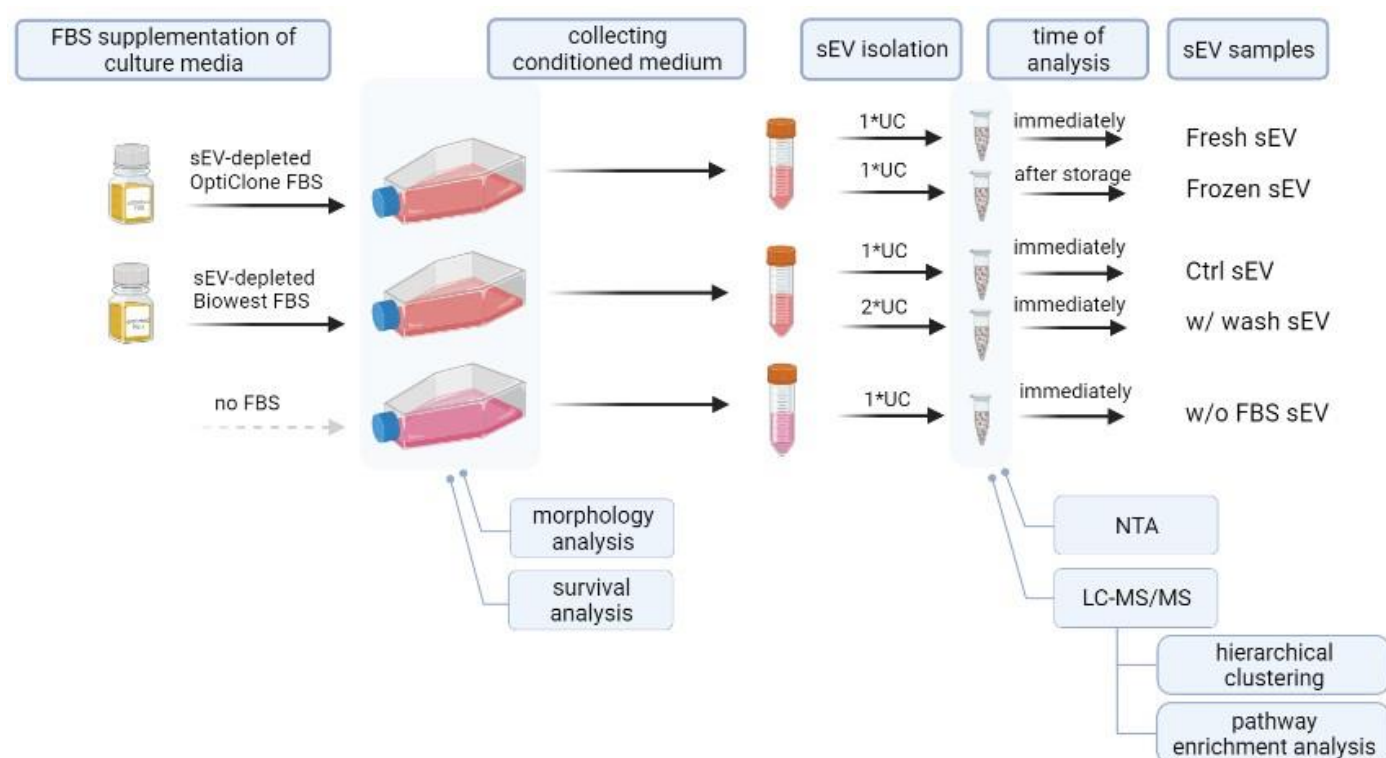 FBS supplementation of
culture media
collecting
conditioned medium
sEV isolation
time of
analysis
sEV samples
sEV-depleted
OptiClone FBS
1*UC
immediately
Fresh sEV
1*UC
after storage
Frozen sEV
sEV-depleted
Biowest FBS
1*UC
immediately
Ctrl sEV
2*UC
immediately
w/ wash sEV
no FBS
1*UC
immediately
w/o FBS sEV
morphology
analysis
survival
analysis
NTA
LC-MS/MS
hierarchical
clustering
pathway
enrichment analysis